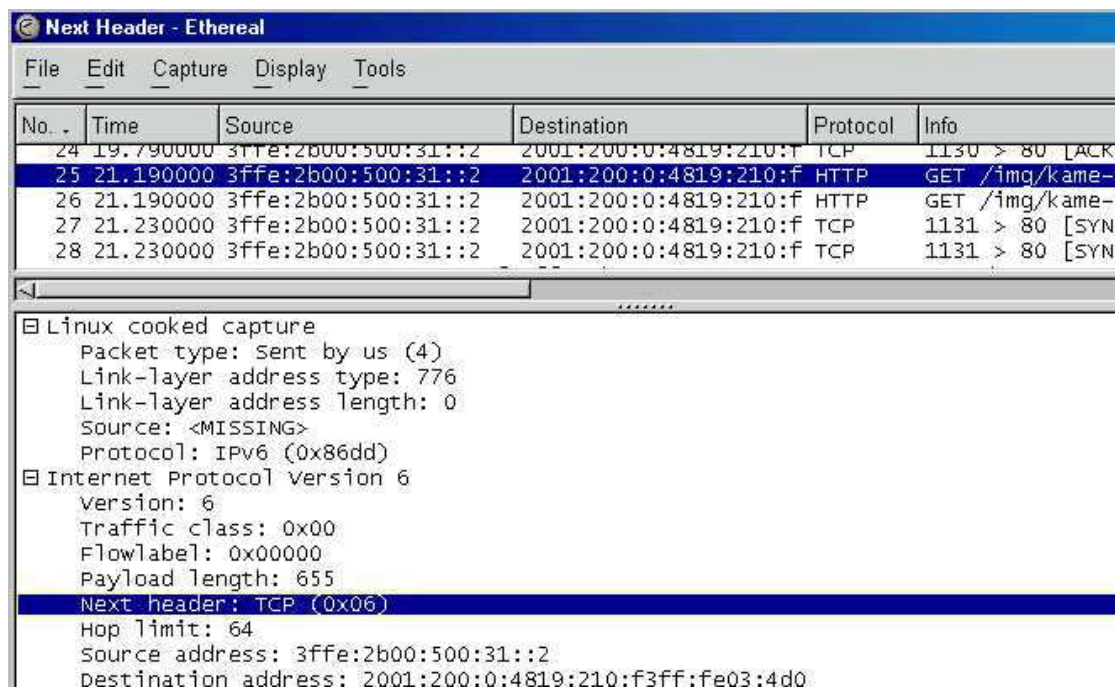 Next Header - Ethereal
File Edit Capture Display Tools
No. . Time Source Destination Protocol Info
24 19.790000 3ffe:2b00:500:31::2 2001:200:0:4819:210:f TCP 1130 > 80 [ACK
25 21.190000 3ffe:2b00:500:31::2 2001:200:0:4819:210:f HTTP GET /img/kame-
26 21.190000 3ffe:2b00:500:31::2 2001:200:0:4819:210:f HTTP GET /img/kame-
27 21.230000 3ffe:2b00:500:31::2 2001:200:0:4819:210:f TCP 1131 > 80 [SYN
28 21.230000 3ffe:2b00:500:31::2 2001:200:0:4819:210:f TCP 1131 > 80 [SYN
Linux cooked capture
Packet type: Sent by us (4)
Link-layer address type: 776
Link-layer address length: 0
Source: <MISSING>
Protocol: IPv6 (0x86dd)
Internet Protocol Version 6
Version: 6
Traffic class: 0x00
Flowlabel: 0x00000
Payload length: 655
Next header: TCP (0x06)
Hop limit: 64
Source address: 3ffe:2b00:500:31::2
Destination address: 2001:200:0:4819:210:f3ff:fe03:4d0